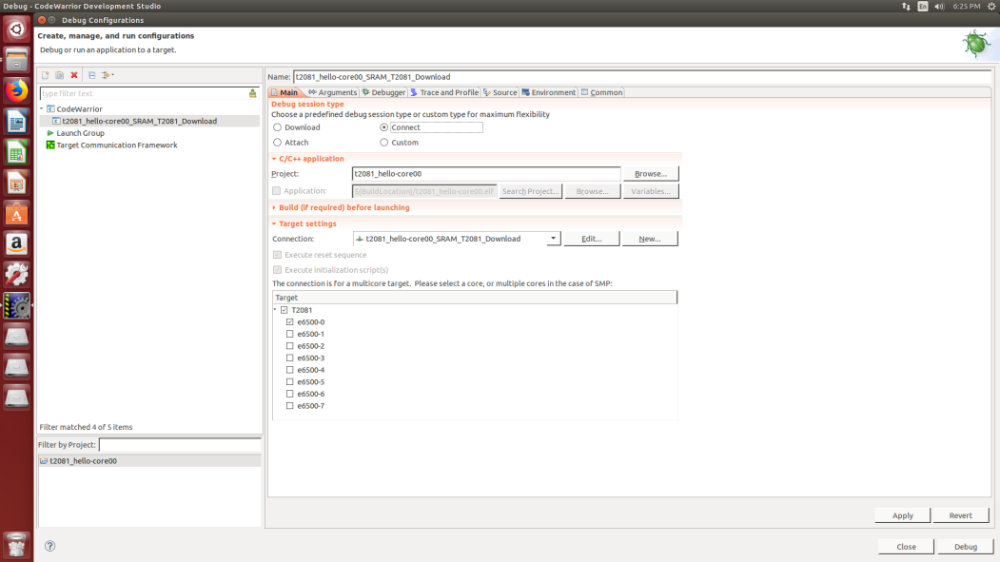 Debug - CodeWarrior Development Studio
En
6:25 PM
Debug Configurations
Create, manage, and run configurations
Debug or run an application to a target.
type filter text
CodeWarrior
t2081_hello-core00_SRAM_T2081_Download
Launch Group
Target Communication Framework
Filter matched 4 of 5 items
Filter by Project:
t2081_hello-core00
Name: t2081_hello-core00_SRAM_T2081_Download
Main Arguments Debugger Trace and Profile Source Environment Common
Debug session type
Choose a predefined debug session type or custom type for maximum flexibility
Download Connect
Attach Custom
C/C++ application
Project: t2081_hello-core00 Browse...
Application: ${BuildLocation}/t2081_hello-core00.elf Search Project... Browse... Variables...
Build (if required) before launching
Target settings
Connection: t2081_hello-core00_SRAM_T2081_Download Edit... New...
Execute reset sequence
Execute initialization script(s)
The connection is for a multicore target. Please select a core, or multiple cores in the case of SMP:
Target
T2081
e6500-0
e6500-1
e6500-2
e6500-3
e6500-4
e6500-5
e6500-6
e6500-7
Apply Revert
Close Debug